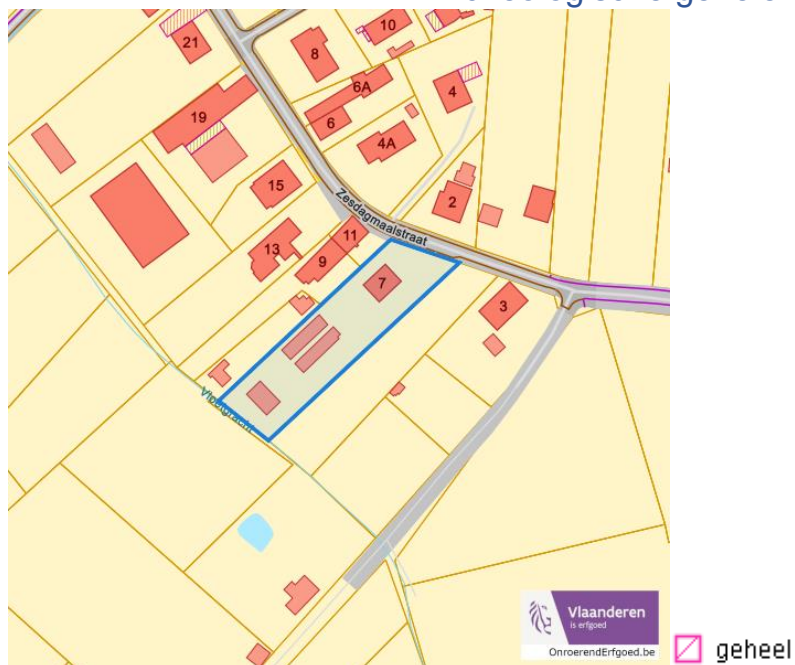 21
8
10
6A
4
19
6
4A
15
2
Zesdagmaalstraat
11
13
9
7
3
Vloetgracht
Vlaanderen
is erfgoed
OnroerendErfgoed.be
geheel